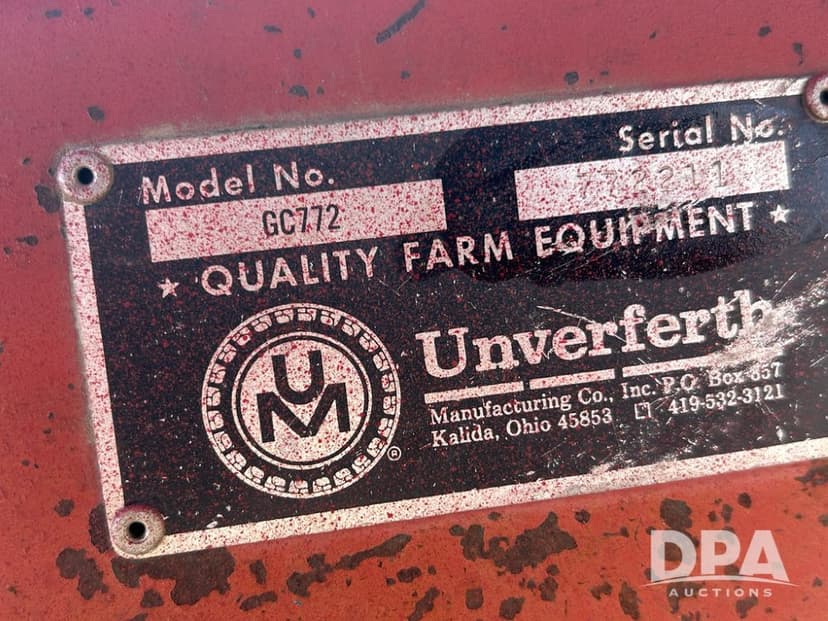 Model No.
Serial No.
GC772
772211
★ QUALITY FARM EQUIPMENT ★
UM
®
Unverferth
Manufacturing Co., Inc. P.O. Box 357
Kalida, Ohio 45853 419-532-3121
DPA
AUCTIONS